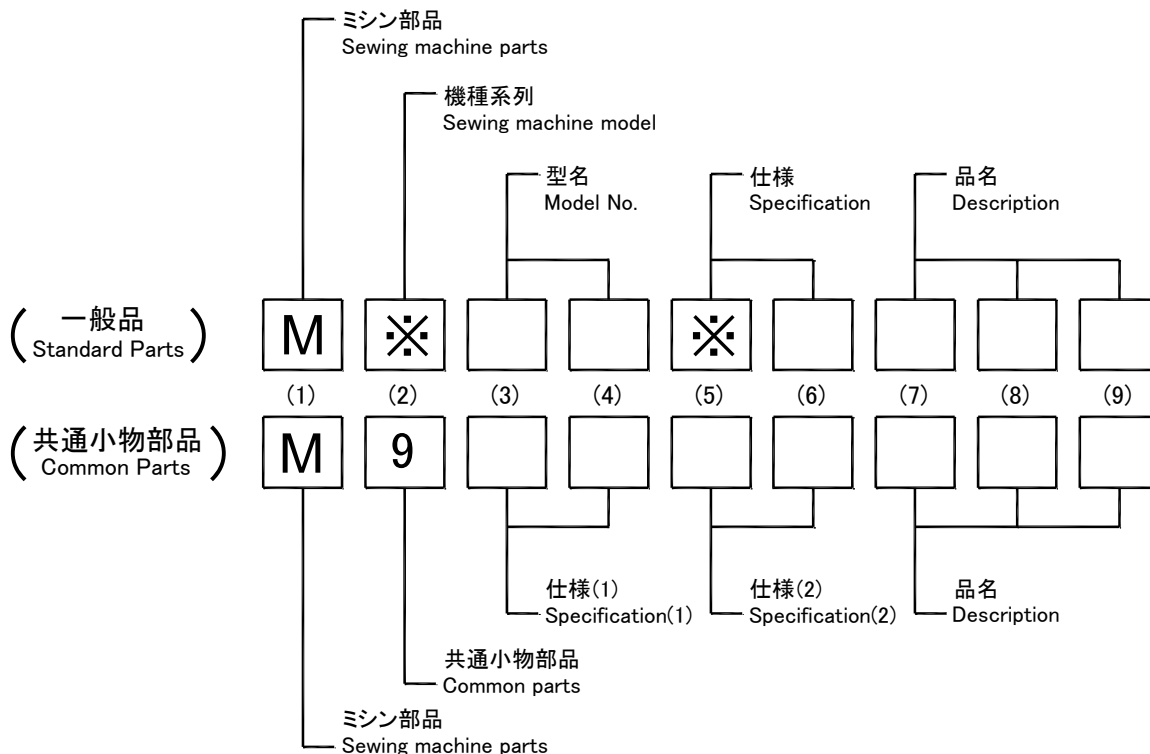 ミシン部品
Sewing machine parts
機種系列
Sewing machine model
型名
Model No.
仕様
Specification
品名
Description
一般品
(Standard Parts)
M ※ ※
(1) (2) (3) (4) (5) (6) (7) (8) (9)
共通小物部品
(Common Parts)
M 9
仕様(1)
Specification(1)
仕様(2)
Specification(2)
品名
Description
共通小物部品
Common parts
ミシン部品
Sewing machine parts